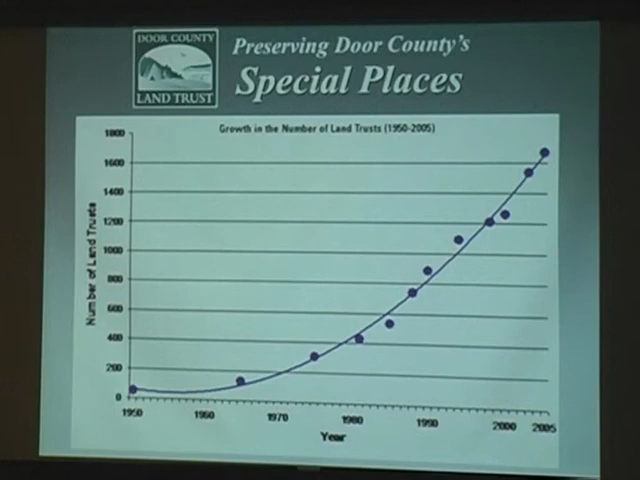 DOOR COUNTY
LAND TRUST
Preserving Door County's
Special Places
Growth in the Number of Land Trusts (1950-2005)
Number of Land Trusts
1800
1600
1400
1200
1000
800
600
400
200
0
1950 1960 1970 1980 1990 2000 2005
Year